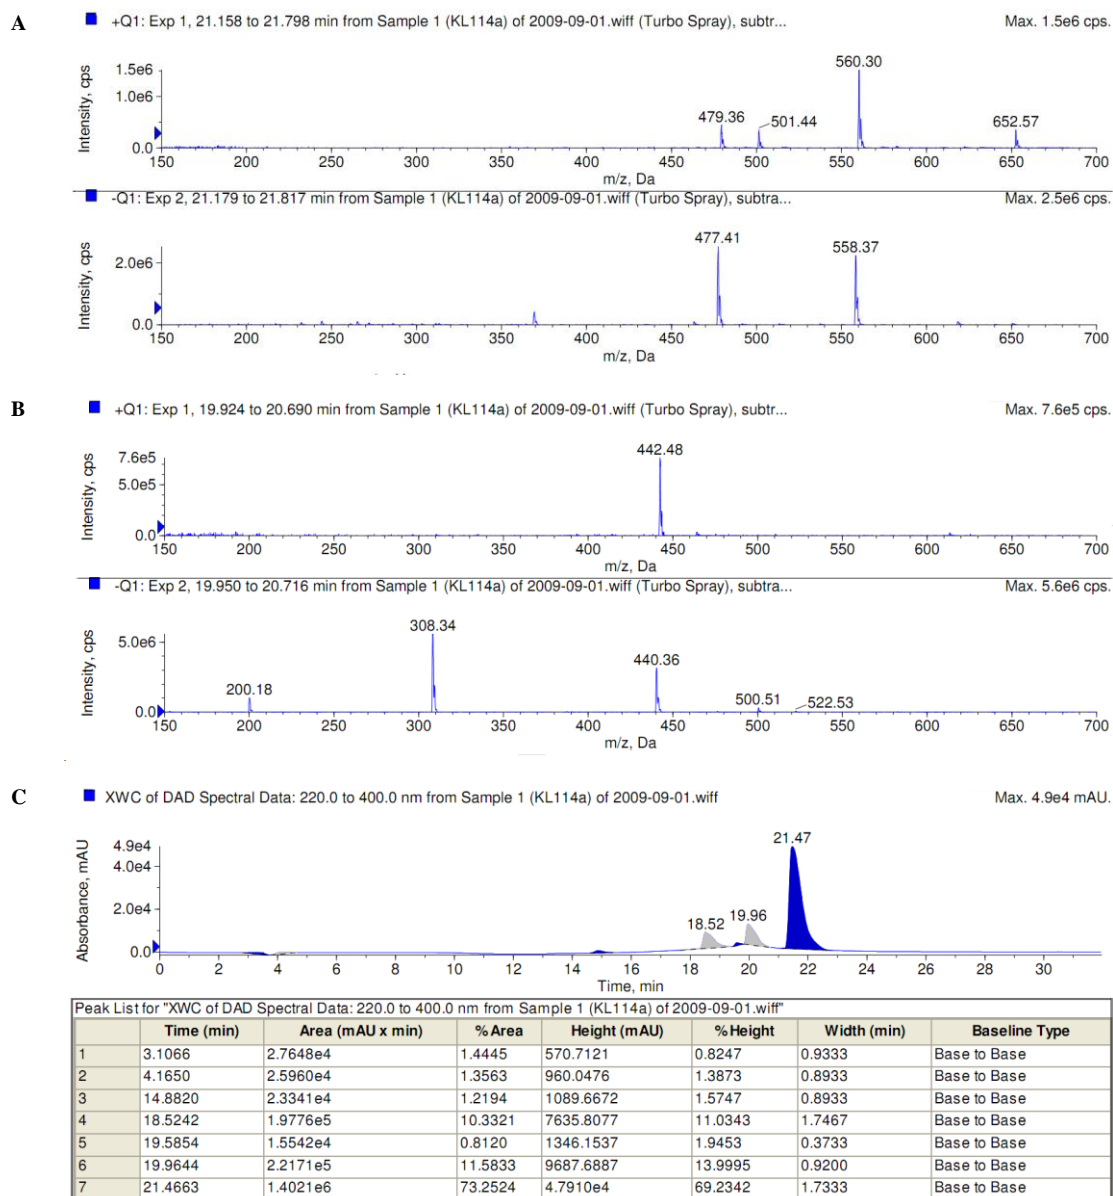 A
+Q1: Exp 1, 21.158 to 21.798 min from Sample 1 (KL114a) of 2009-09-01.wiff (Turbo Spray), subtr... Max. 1.5e6 cps.
1.5e6
1.0e6
0.0
Intensity, cps
479.36
501.44
560.30
652.57
150 200 250 300 350 400 450 500 550 600 650 700
m/z, Da
-Q1: Exp 2, 21.179 to 21.817 min from Sample 1 (KL114a) of 2009-09-01.wiff (Turbo Spray), subtra... Max. 2.5e6 cps.
2.0e6
0.0
Intensity, cps
477.41
558.37
200 250 300 350 400 450 500 550 600 650 700
m/z, Da
B
+Q1: Exp 1, 19.924 to 20.690 min from Sample 1 (KL114a) of 2009-09-01.wiff (Turbo Spray), subtr... Max. 7.6e5 cps.
7.6e5
5.0e5
0.0
Intensity, cps
442.48
150 200 250 300 350 400 450 500 550 600 650 700
m/z, Da
-Q1: Exp 2, 19.950 to 20.716 min from Sample 1 (KL114a) of 2009-09-01.wiff (Turbo Spray), subtra... Max. 5.6e6 cps.
5.0e6
0.0
Intensity, cps
200.18
308.34
440.36
500.51
522.53
150 200 250 300 350 400 450 500 550 600 650 700
m/z, Da
C
XWC of DAD Spectral Data: 220.0 to 400.0 nm from Sample 1 (KL114a) of 2009-09-01.wiff Max. 4.9e4 mAU.
4.9e4
4.0e4
2.0e4
0.0
Absorbance, mAU
18.52
19.96
21.47
0 2 4 6 8 10 12 14 16 18 20 22 24 26 28 30
Time, min
Peak List for "XWC of DAD Spectral Data: 220.0 to 400.0 nm from Sample 1 (KL114a) of 2009-09-01.wiff"
Time (min) Area (mAU x min) % Area Height (mAU) % Height Width (min) Baseline Type
1 3.1066 2.7648e4 1.4445 570.7121 0.8247 0.9333 Base to Base
2 4.1650 2.5960e4 1.3563 960.0476 1.3873 0.8933 Base to Base
3 14.8820 2.3341e4 1.2194 1089.6672 1.5747 0.8933 Base to Base
4 18.5242 1.9776e5 10.3321 7635.8077 11.0343 1.7467 Base to Base
5 19.5854 1.5542e4 0.8120 1346.1537 1.9453 0.3733 Base to Base
6 19.9644 2.2171e5 11.5833 9687.6887 13.9995 0.9200 Base to Base
7 21.4663 1.4021e6 73.2524 4.7910e4 69.2342 1.7333 Base to Base